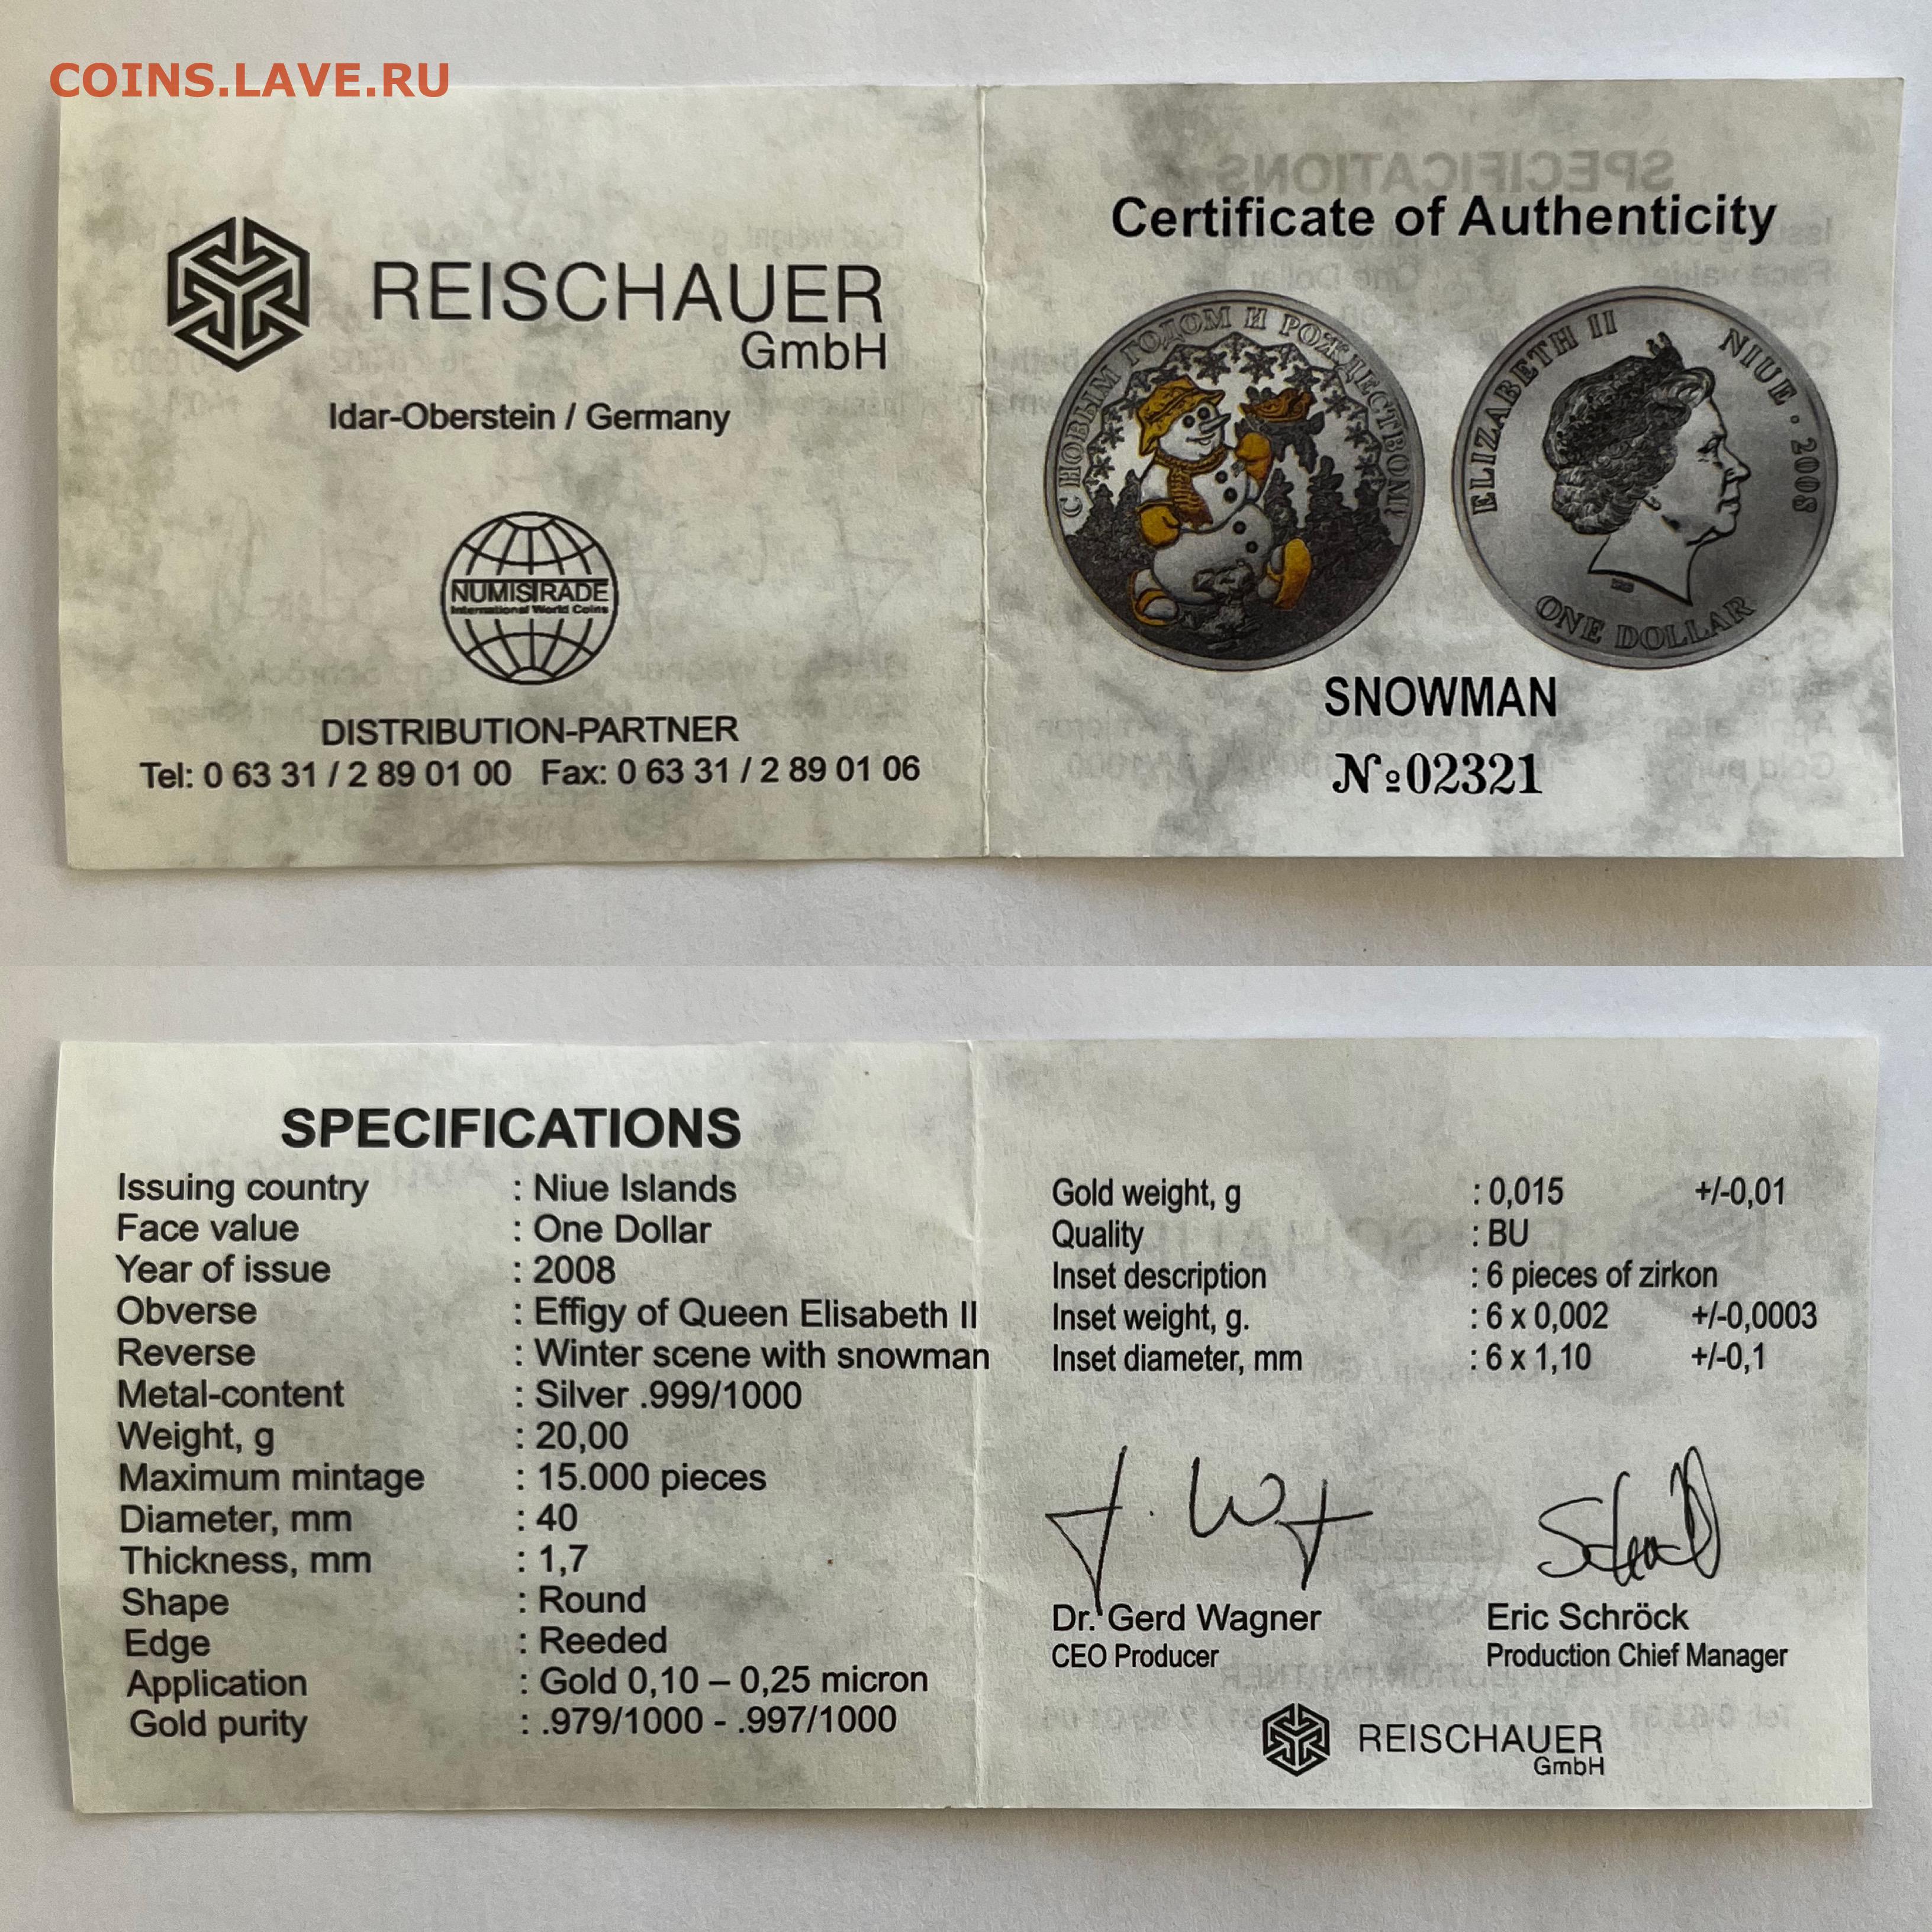 COINS.LAVE.RU
REISCHAUER
GmbH
Idar-Oberstein / Germany
NUMISTRADE
International World Coins
DISTRIBUTION-PARTNER
Tel: 0 63 31 / 2 89 01 00 Fax: 0 63 31 / 2 89 01 06
Certificate of Authenticity
С НОВЫМ ГОДОМ И РОЖДЕСТВОМ!
ELIZABETH II NIUE · 2008
ONE DOLLAR
SNOWMAN
№02321
SPECIFICATIONS
Issuing country : Niue Islands
Face value : One Dollar
Year of issue : 2008
Obverse : Effigy of Queen Elisabeth II
Reverse : Winter scene with snowman
Metal-content : Silver .999/1000
Weight, g : 20,00
Maximum mintage : 15.000 pieces
Diameter, mm : 40
Thickness, mm : 1,7
Shape : Round
Edge : Reeded
Application : Gold 0,10 – 0,25 micron
Gold purity : .979/1000 - .997/1000
Gold weight, g : 0,015 +/-0,01
Quality : BU
Inset description : 6 pieces of zirkon
Inset weight, g. : 6 x 0,002 +/-0,0003
Inset diameter, mm : 6 x 1,10 +/-0,1
Dr. Gerd Wagner
CEO Producer
Eric Schröck
Production Chief Manager
REISCHAUER
GmbH